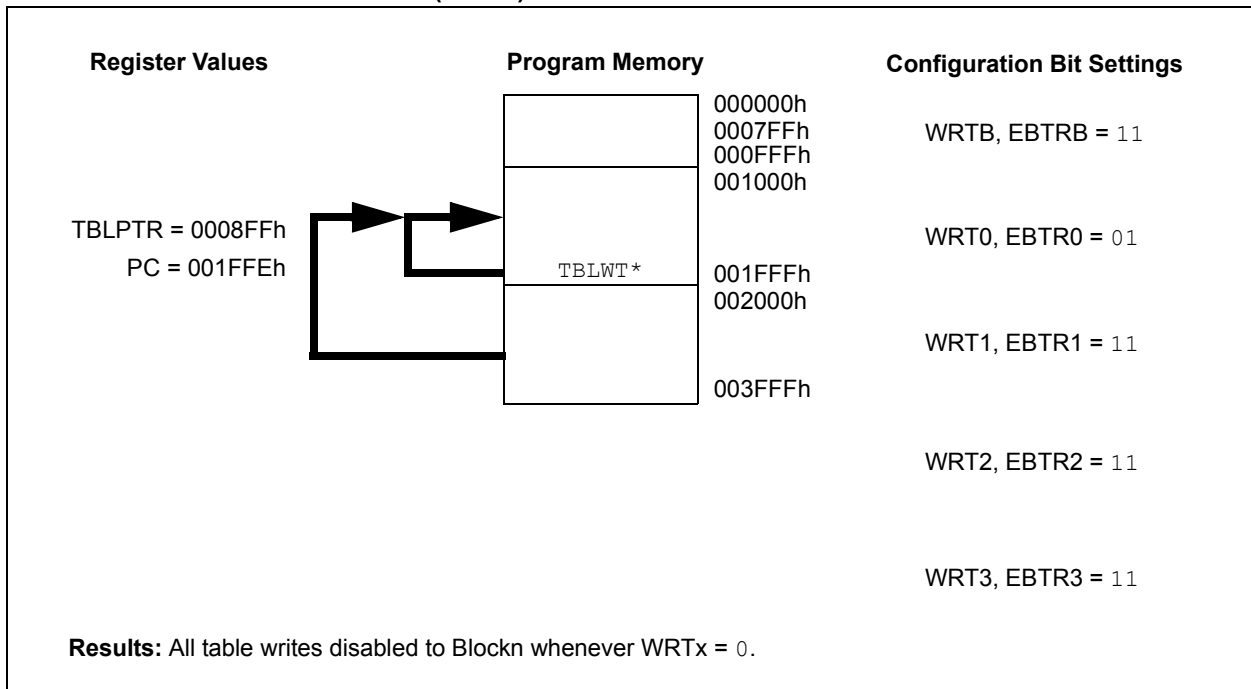 Register Values
Program Memory
Configuration Bit Settings
000000h
0007FFh
WRTB, EBTRB = 11
000FFFh
001000h
TBLPTR = 0008FFh
WRT0, EBTR0 = 01
PC = 001FFEh
TBLWT*
001FFFh
002000h
WRT1, EBTR1 = 11
003FFFh
WRT2, EBTR2 = 11
WRT3, EBTR3 = 11
Results: All table writes disabled to Blockn whenever WRTx = 0.